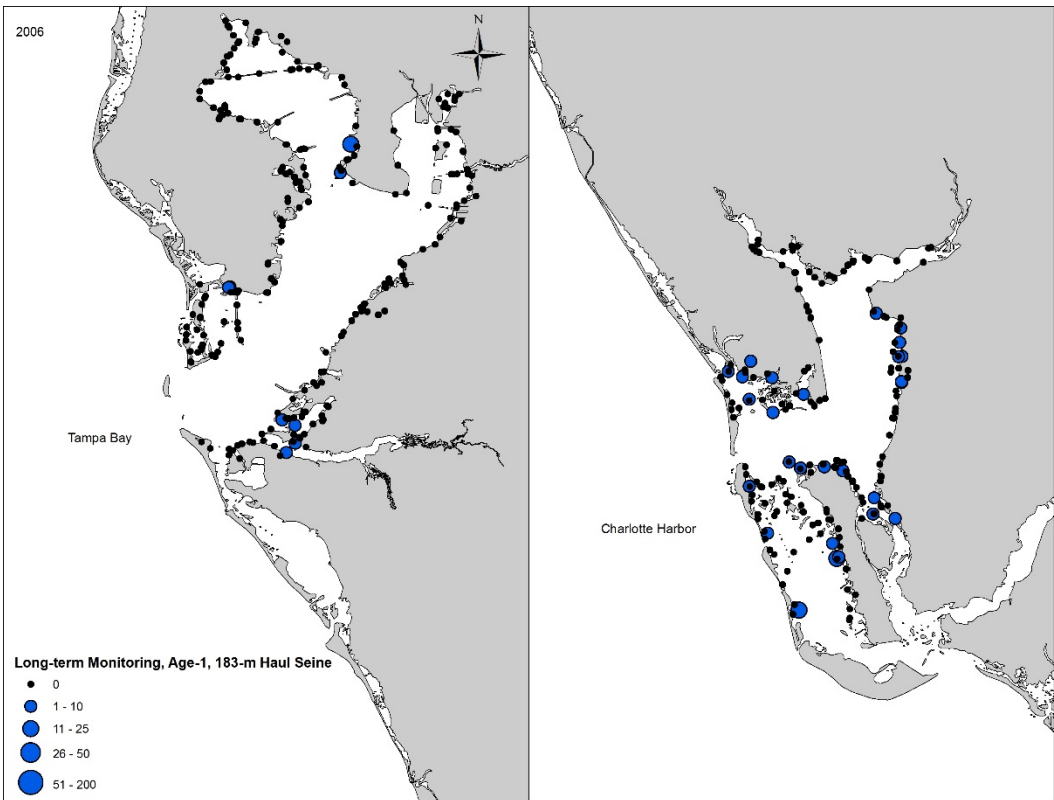 2006
N
Tampa Bay
Charlotte Harbor
Long-term Monitoring, Age-1, 183-m Haul Seine
0
1 - 10
11 - 25
26 - 50
51 - 200